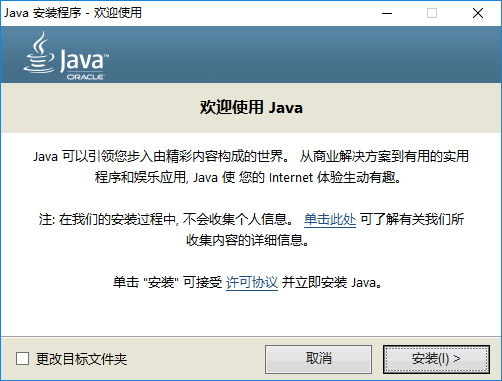 Java 安装程序 - 欢迎使用
Java™
ORACLE
欢迎使用 Java
Java 可以引领您步入由精彩内容构成的世界。 从商业解决方案到有用的实用
程序和娱乐应用, Java 使 您的 Internet 体验生动有趣。
注: 在我们的安装过程中, 不会收集个人信息。 单击此处 可了解有关我们所
收集内容的详细信息。
单击 "安装" 可接受 许可协议 并立即安装 Java。
更改目标文件夹
取消
安装(I) >